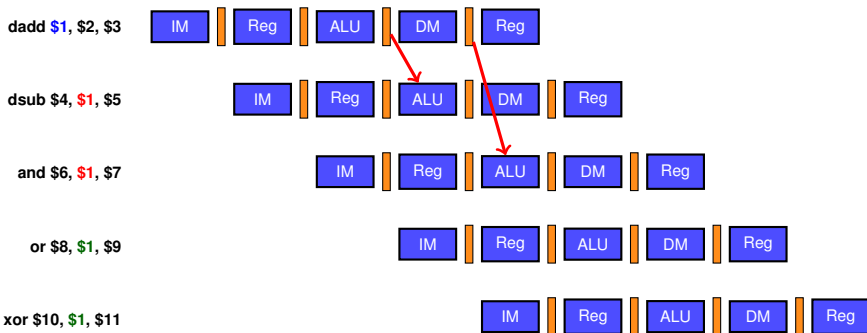 dadd $1, $2, $3 IM Reg ALU DM Reg
dsub $4, $1, $5 IM Reg ALU DM Reg
and $6, $1, $7 IM Reg ALU DM Reg
or $8, $1, $9 IM Reg ALU DM Reg
xor $10, $1, $11 IM Reg ALU DM Reg